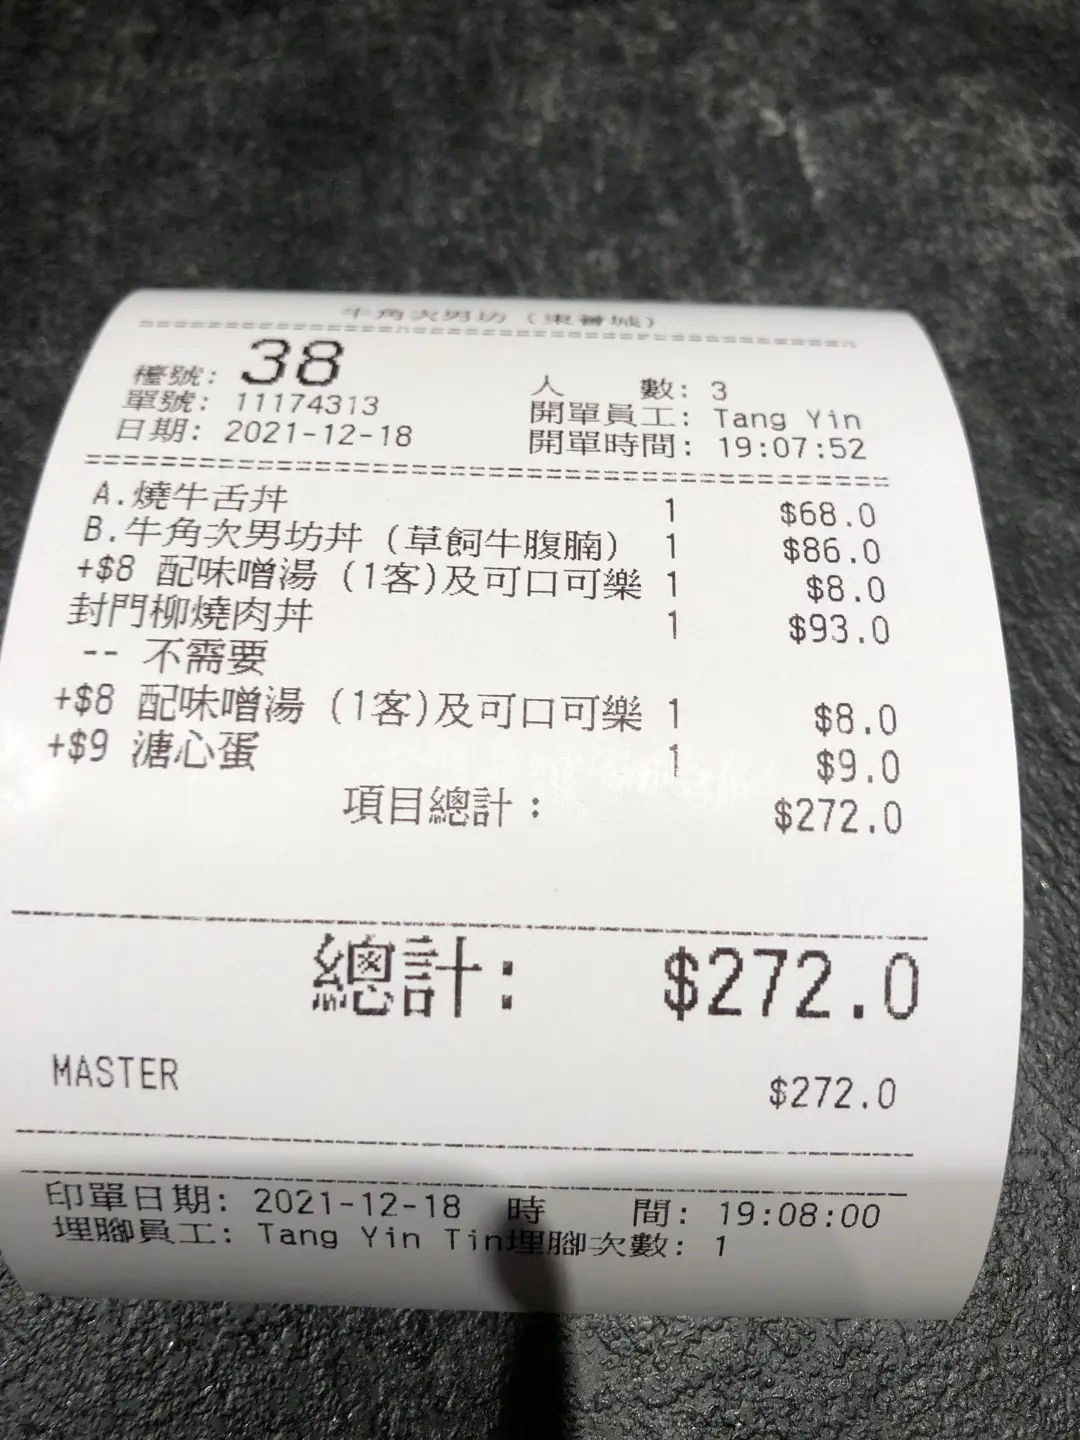 牛角次男坊 (東薈城)
檯號: 38 人 數: 3
單號: 11174313 開單員工: Tang Yin
日期: 2021-12-18 開單時間: 19:07:52
A.燒牛舌丼 1 $68.0
B.牛角次男坊丼 (草飼牛腹腩) 1 $86.0
+$8 配味噌湯 (1客)及可口可樂 1 $8.0
封門柳燒肉丼 1 $93.0
-- 不需要
+$8 配味噌湯 (1客)及可口可樂 1 $8.0
+$9 溏心蛋 1 $9.0
項目總計: $272.0
總計: $272.0
MASTER $272.0
印單日期: 2021-12-18 時 間: 19:08:00
埋腳員工: Tang Yin Tin埋腳次數: 1